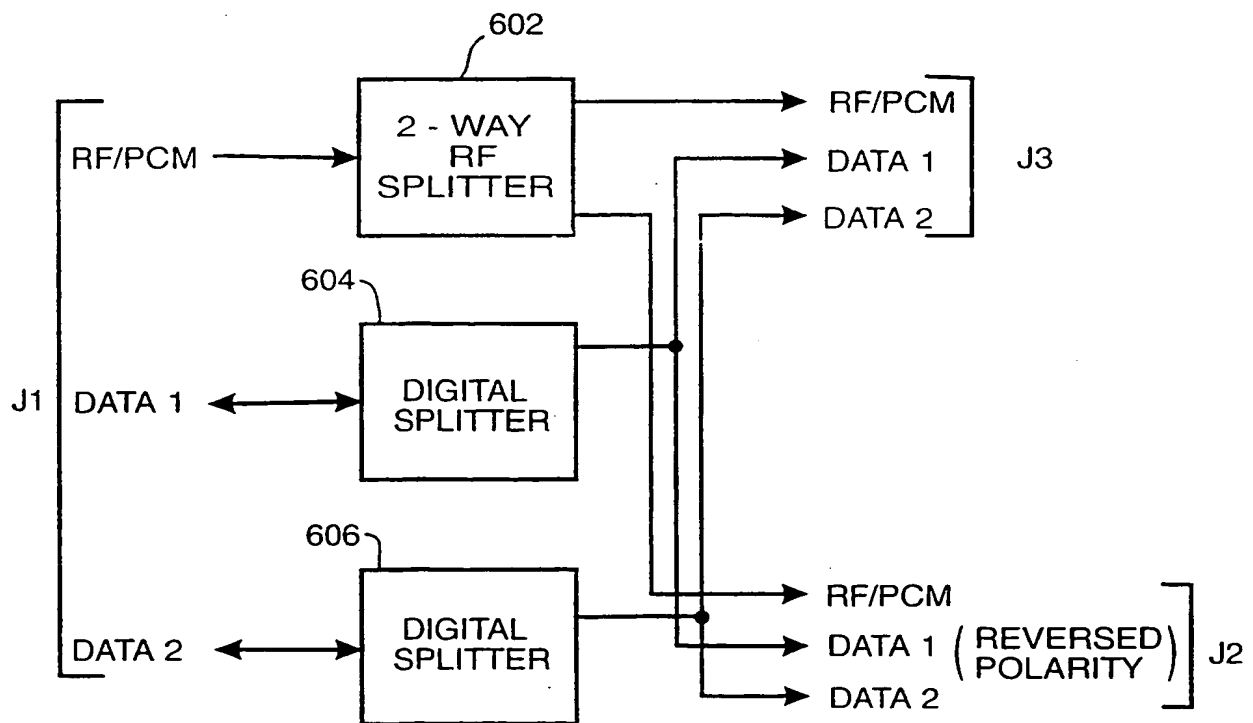 602
2 - WAY
RF
SPLITTER
RF/PCM
RF/PCM
DATA 1
DATA 2
J3
604
DIGITAL
SPLITTER
J1
DATA 1
606
DIGITAL
SPLITTER
DATA 2
RF/PCM
DATA 1
(REVERSED
POLARITY)
DATA 2
J2